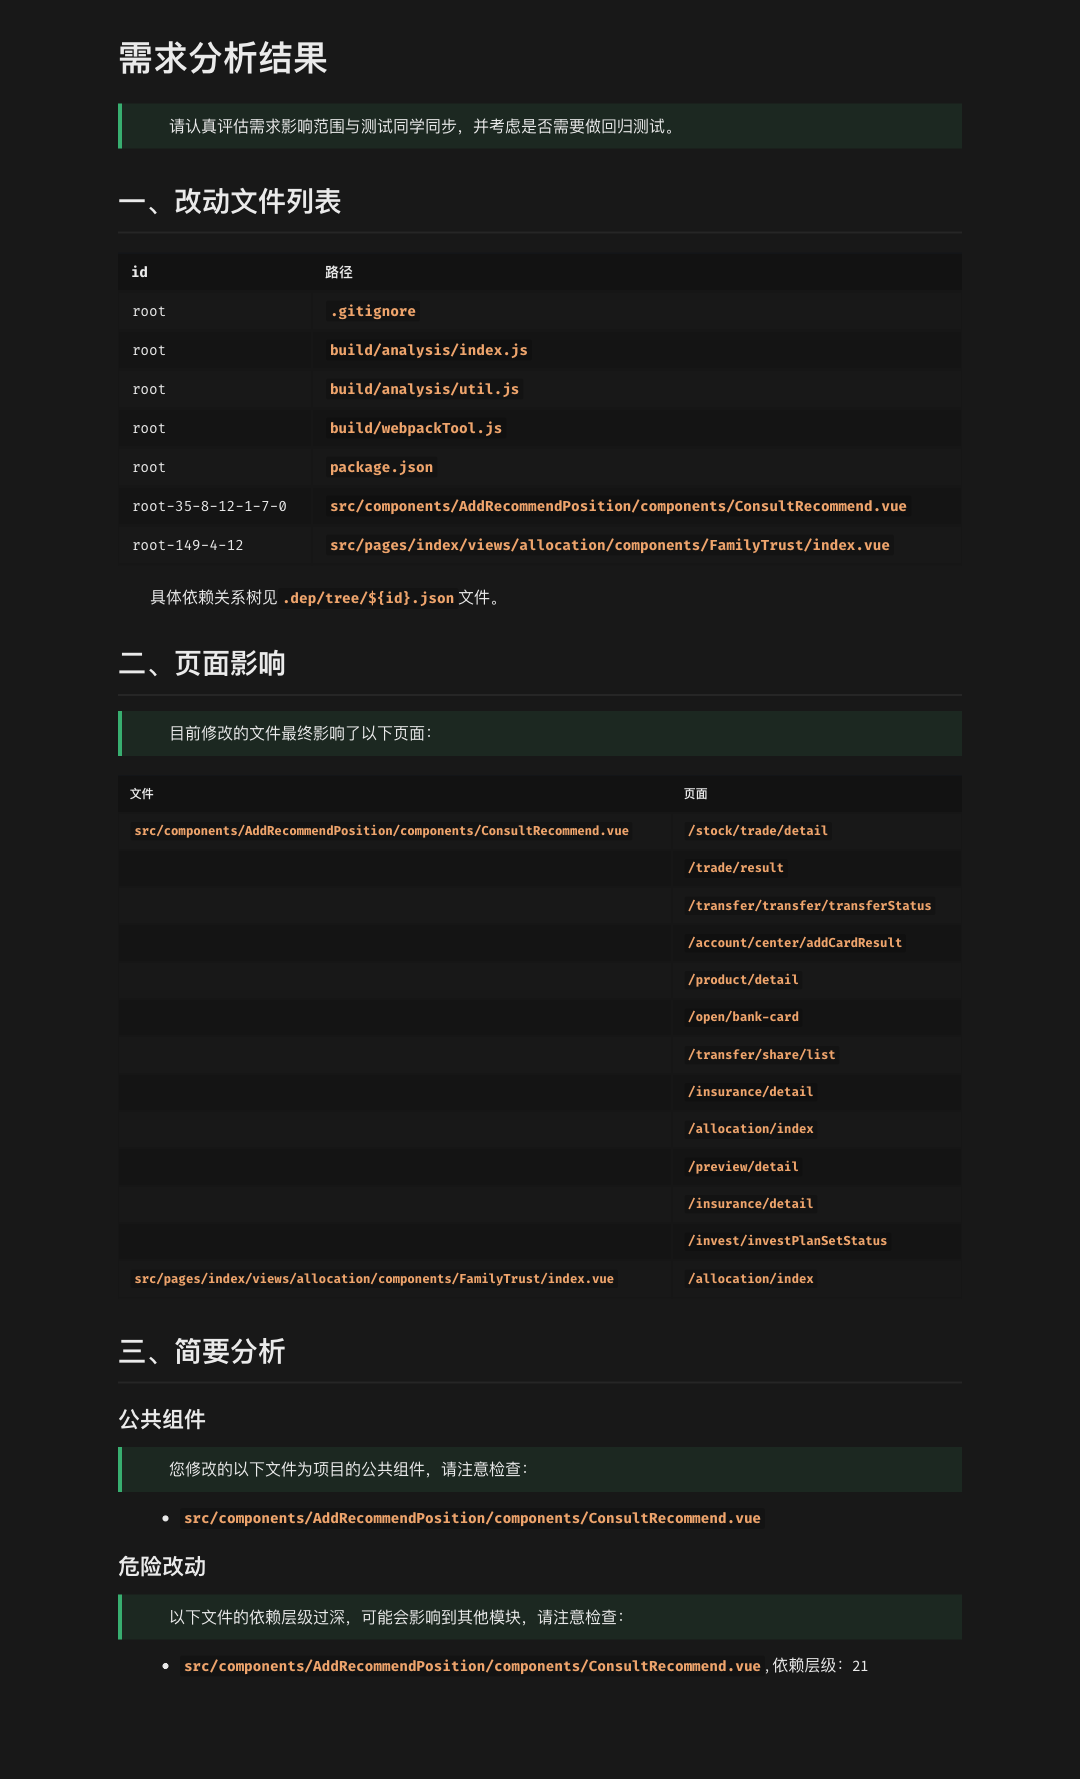 需求分析结果
请认真评估需求影响范围与测试同学同步，并考虑是否需要做回归测试。
一、改动文件列表
id 路径
root .gitignore
root build/analysis/index.js
root build/analysis/util.js
root build/webpackTool.js
root package.json
root-35-8-12-1-7-0 src/components/AddRecommendPosition/components/ConsultRecommend.vue
root-149-4-12 src/pages/index/views/allocation/components/FamilyTrust/index.vue
具体依赖关系树见 .dep/tree/${id}.json 文件。
二、页面影响
目前修改的文件最终影响了以下页面：
文件 页面
src/components/AddRecommendPosition/components/ConsultRecommend.vue /stock/trade/detail
/trade/result
/transfer/transfer/transferStatus
/account/center/addCardResult
/product/detail
/open/bank-card
/transfer/share/list
/insurance/detail
/allocation/index
/preview/detail
/insurance/detail
/invest/investPlanSetStatus
src/pages/index/views/allocation/components/FamilyTrust/index.vue /allocation/index
三、简要分析
公共组件
您修改的以下文件为项目的公共组件，请注意检查：
• src/components/AddRecommendPosition/components/ConsultRecommend.vue
危险改动
以下文件的依赖层级过深，可能会影响到其他模块，请注意检查：
• src/components/AddRecommendPosition/components/ConsultRecommend.vue ,依赖层级：21